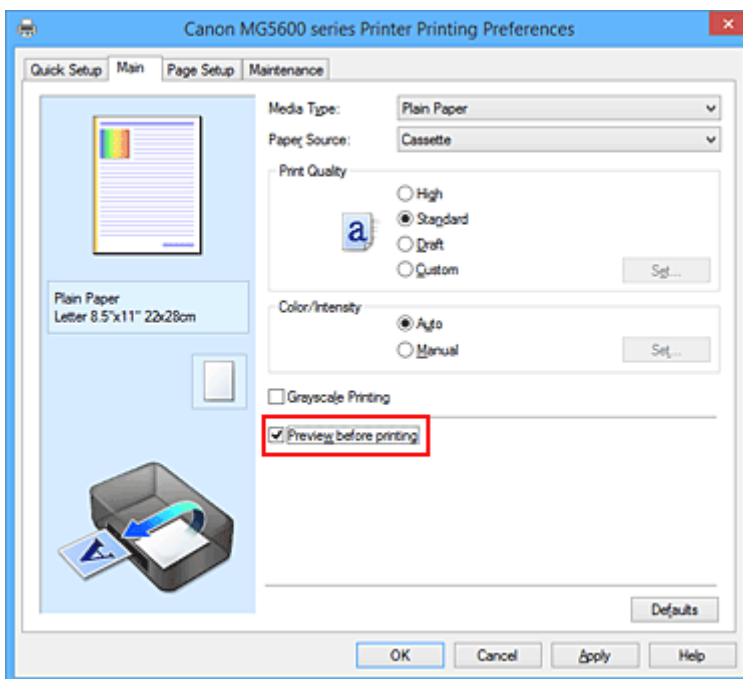 Canon MG5600 series Printer Printing Preferences
Quick Setup Main Page Setup Maintenance
Media Type: Plain Paper
Paper Source: Cassette
Print Quality
High
a Standard
Draft
Custom Set...
Plain Paper
Letter 8.5"x11" 22x28cm
Color/Intensity
Auto
Manual Set...
Grayscale Printing
Preview before printing
A
Defaults
OK Cancel Apply Help